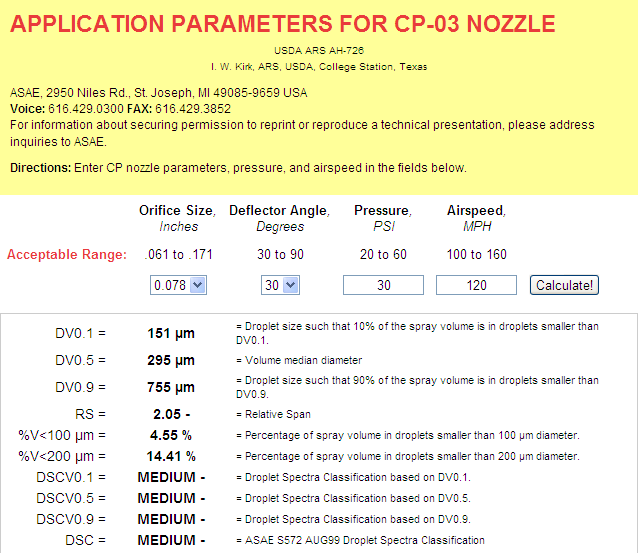 APPLICATION PARAMETERS FOR CP-03 NOZZLE
USDA ARS AH-726
I. W. Kirk, ARS, USDA, College Station, Texas
ASAE, 2950 Niles Rd., St. Joseph, MI 49085-9659 USA
Voice: 616.429.0300 FAX: 616.429.3852
For information about securing permission to reprint or reproduce a technical presentation, please address
inquiries to ASAE.
Directions: Enter CP nozzle parameters, pressure, and airspeed in the fields below.
Orifice Size, Deflector Angle, Pressure, Airspeed,
Inches Degrees PSI MPH
Acceptable Range: .061 to .171 30 to 90 20 to 60 100 to 160
0.078 30 30 120 Calculate!
DV0.1 = 151 µm = Droplet size such that 10% of the spray volume is in droplets smaller than
DV0.1.
DV0.5 = 295 µm = Volume median diameter
DV0.9 = 755 µm = Droplet size such that 90% of the spray volume is in droplets smaller than
DV0.9.
RS = 2.05 - = Relative Span
%V<100 µm = 4.55 % = Percentage of spray volume in droplets smaller than 100 µm diameter.
%V<200 µm = 14.41 % = Percentage of spray volume in droplets smaller than 200 µm diameter.
DSCV0.1 = MEDIUM - = Droplet Spectra Classification based on DV0.1.
DSCV0.5 = MEDIUM - = Droplet Spectra Classification based on DV0.5.
DSCV0.9 = MEDIUM - = Droplet Spectra Classification based on DV0.9.
DSC = MEDIUM - = ASAE S572 AUG99 Droplet Spectra Classification